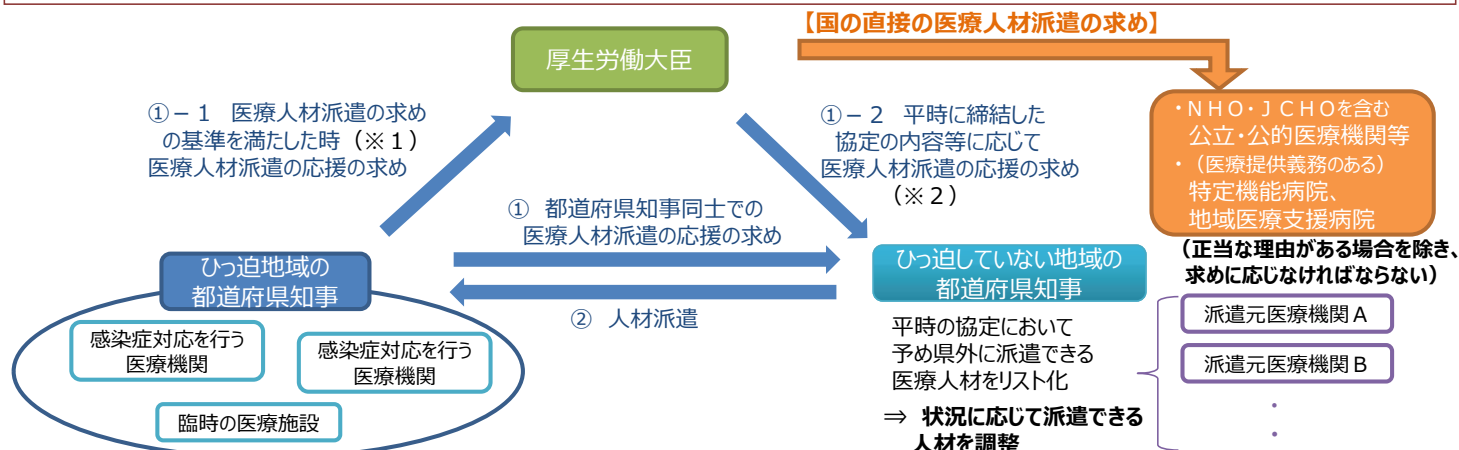 【国の直接の医療人材派遣の求め】
厚生労働大臣
①－１ 医療人材派遣の求め
の基準を満たした時（※１）
医療人材派遣の応援の求め
①－２ 平時に締結した
協定の内容等に応じて
医療人材派遣の応援の求め
（※２）
・ＮＨＯ・ＪＣＨＯを含む
公立・公的医療機関等
・（医療提供義務のある）
特定機能病院、
地域医療支援病院
（正当な理由がある場合を除き、
求めに応じなければならない）
① 都道府県知事同士での
医療人材派遣の応援の求め
ひっ迫地域の
都道府県知事
ひっ迫していない地域の
都道府県知事
② 人材派遣
感染症対応を行う
医療機関
感染症対応を行う
医療機関
臨時の医療施設
平時の協定において
予め県外に派遣できる
医療人材をリスト化
⇒ 状況に応じて派遣できる
人材を調整
派遣元医療機関Ａ
派遣元医療機関Ｂ
・
・